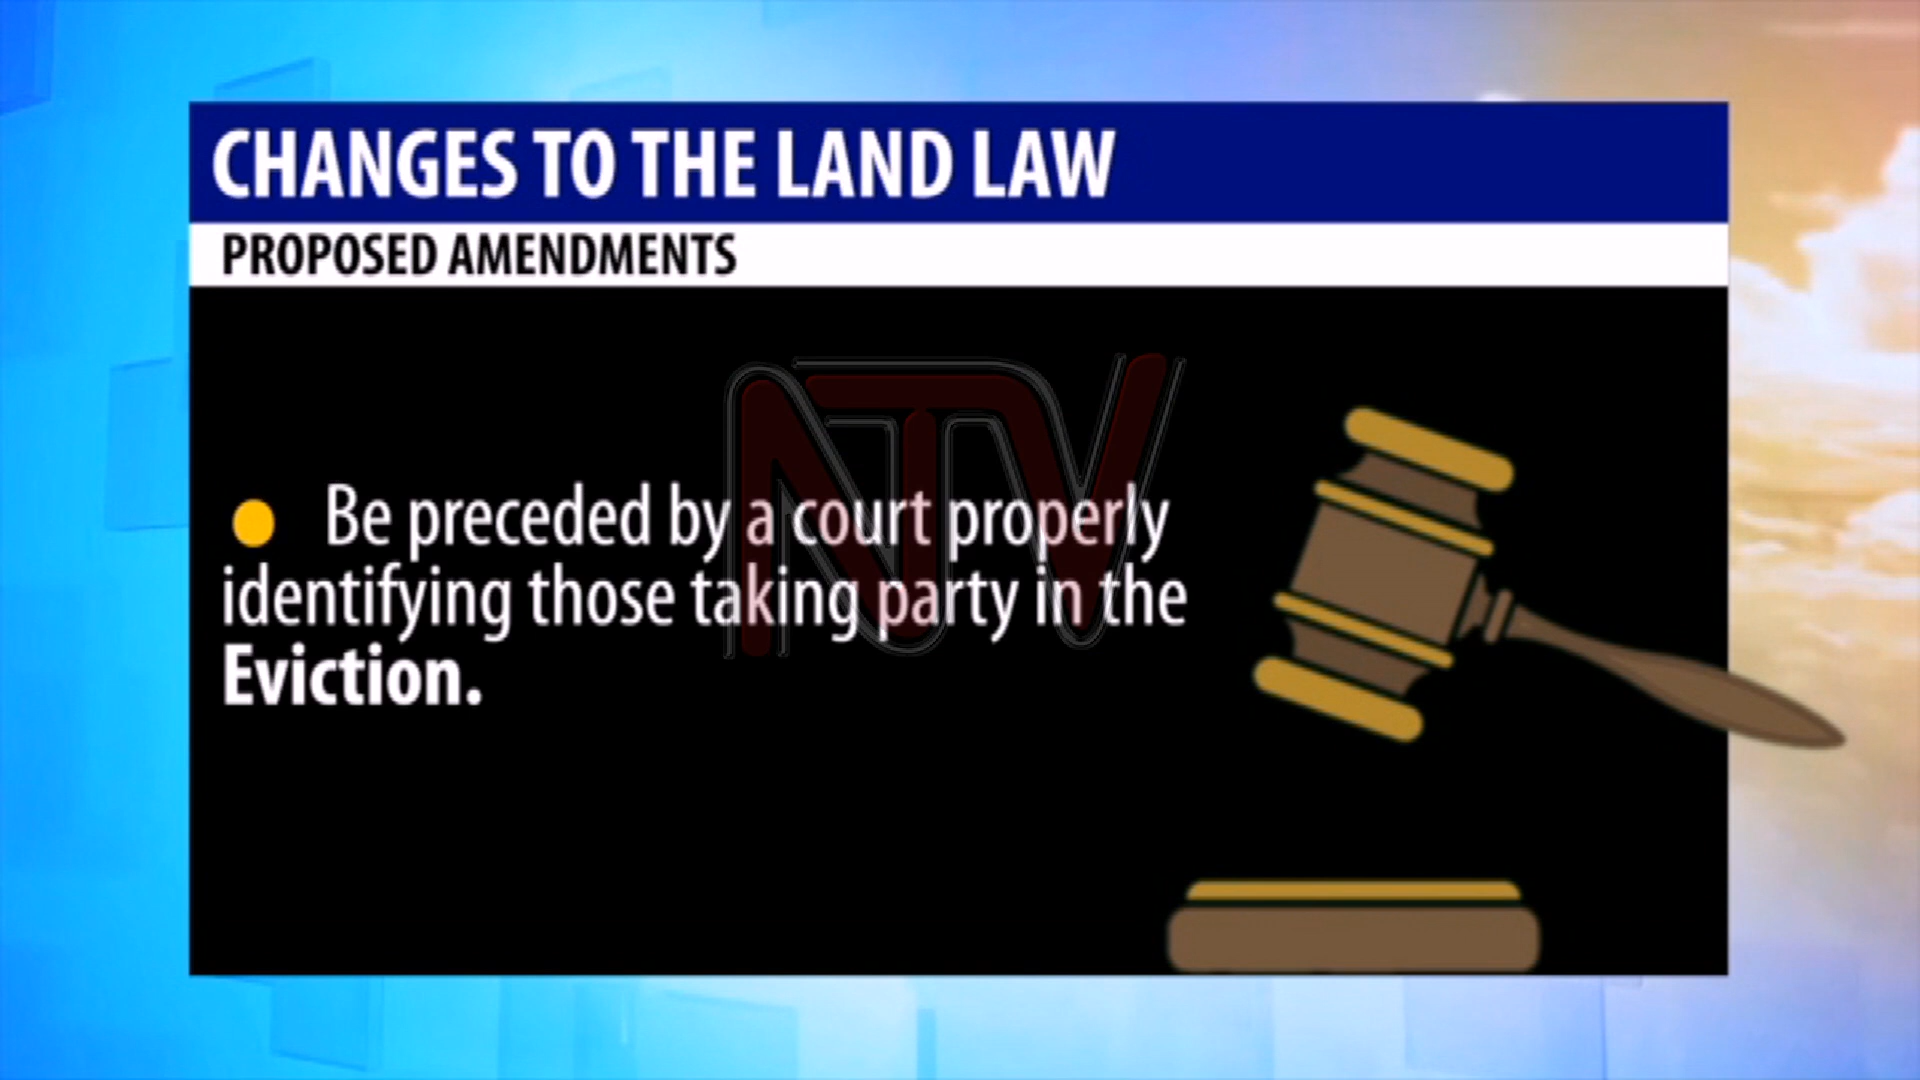 CHANGES TO THE LAND LAW
PROPOSED AMENDMENTS
NTV
Be preceded by a court properly
identifying those taking party in the
Eviction.